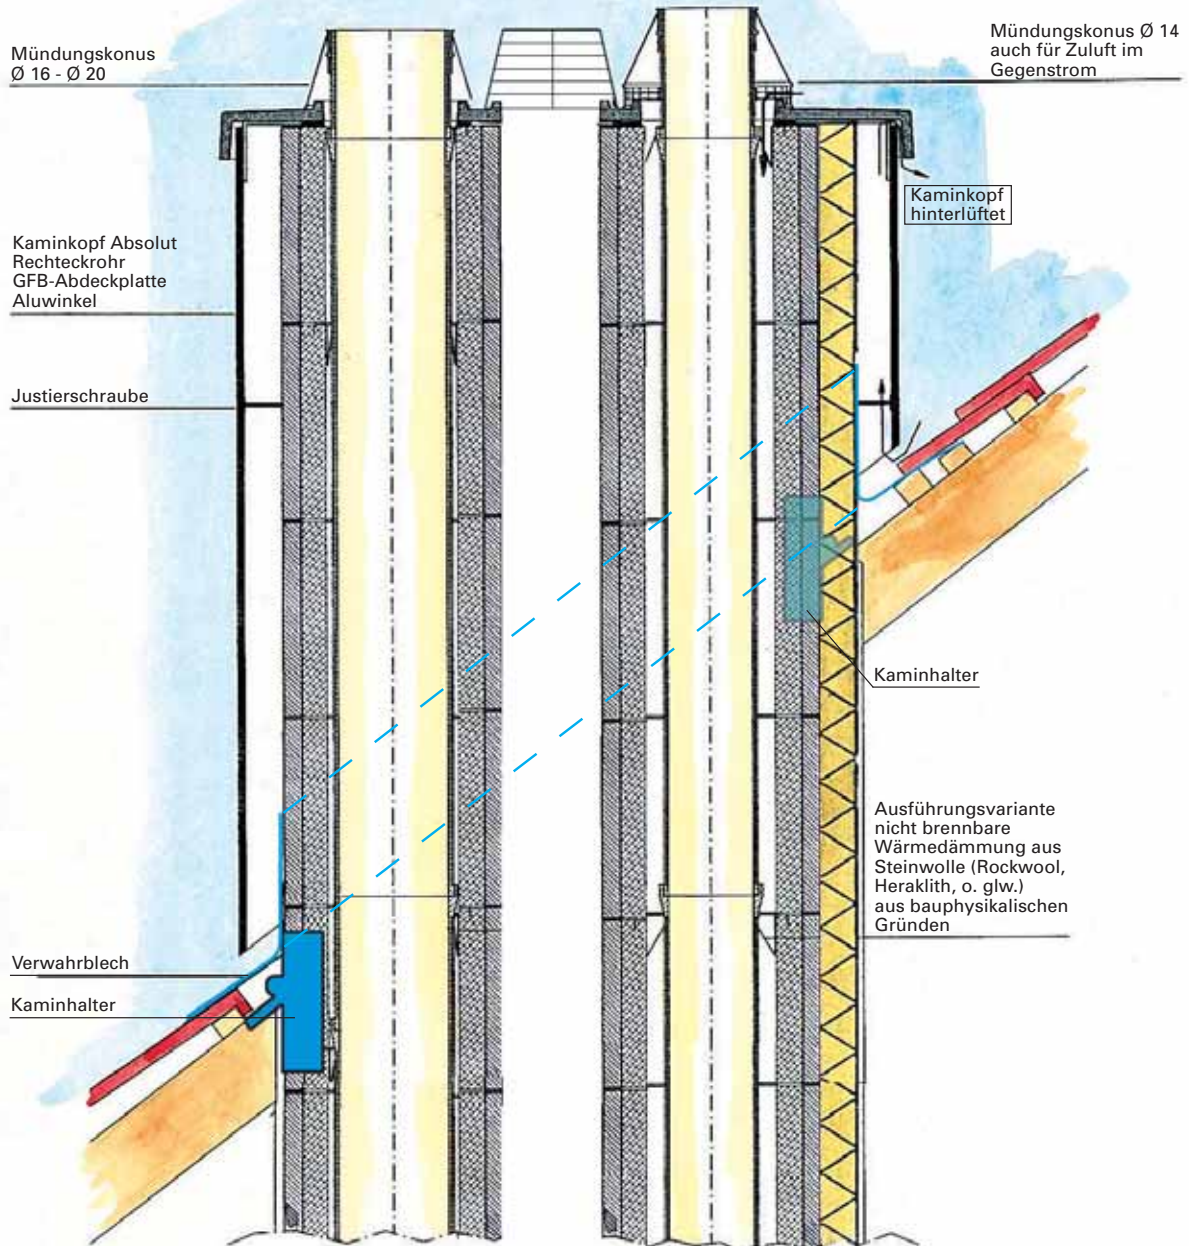 Mündungskonus
Ø 16 - Ø 20
Mündungskonus Ø 14
auch für Zuluft im
Gegenstrom
Kaminkopf
hinterlüftet
Kaminkopf Absolut
Rechteckrohr
GFB-Abdeckplatte
Aluwinkel
Justierschraube
Kaminhalter
Ausführungsvariante
nicht brennbare
Wärmedämmung aus
Steinwolle (Rockwool,
Heraklith, o. glw.)
aus bauphysikalischen
Gründen
Verwahrblech
Kaminhalter